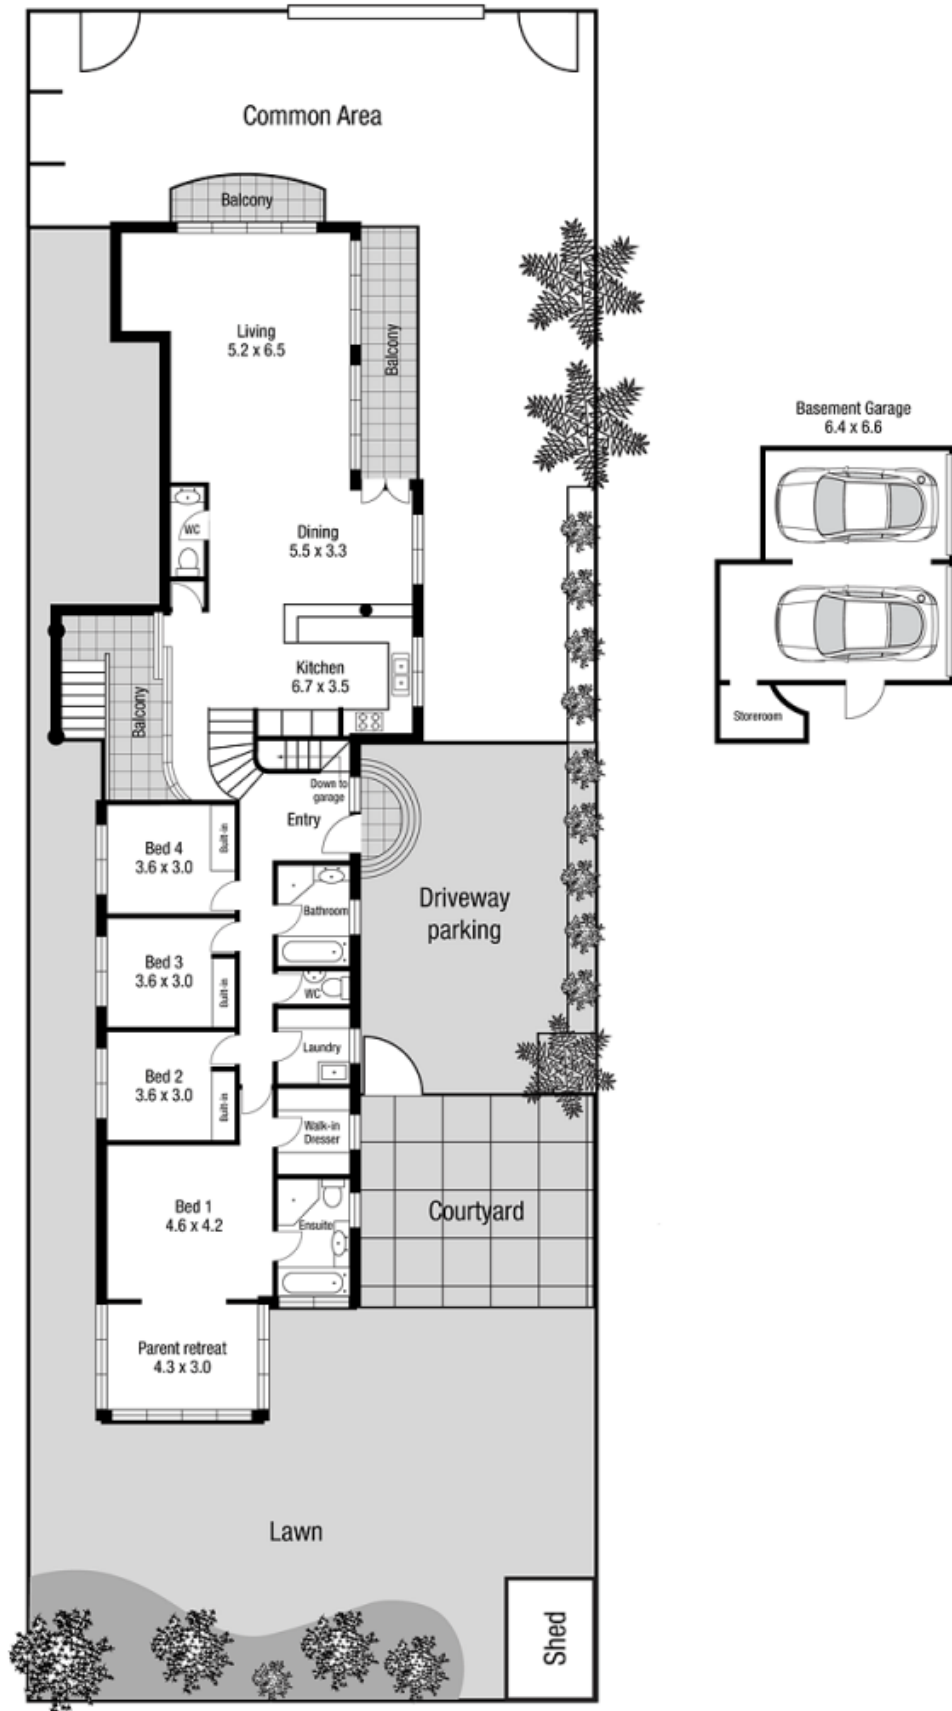 Common Area
Balcony
Living
5.2 x 6.5
Balcony
Basement Garage
6.4 x 6.6
WC
Dining
5.5 x 3.3
Kitchen
6.7 x 3.5
Balcony
Storeroom
Down to
garage
Entry
Built-in
Bed 4
3.6 x 3.0
Driveway
parking
Bathroom
Bed 3
3.6 x 3.0
Built-in
WC
Laundry
Bed 2
3.6 x 3.0
Built-in
Walk-in
Dresser
Bed 1
4.6 x 4.2
Ensuite
Courtyard
Parent retreat
4.3 x 3.0
Lawn
Shed